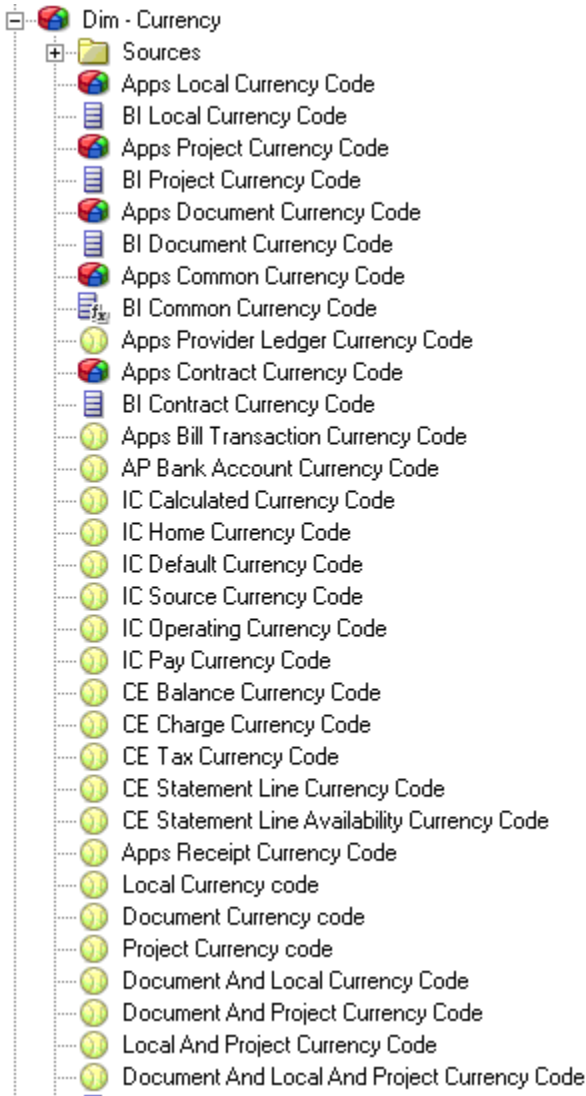 Dim - Currency
Sources
Apps Local Currency Code
BI Local Currency Code
Apps Project Currency Code
BI Project Currency Code
Apps Document Currency Code
BI Document Currency Code
Apps Common Currency Code
BI Common Currency Code
Apps Provider Ledger Currency Code
Apps Contract Currency Code
BI Contract Currency Code
Apps Bill Transaction Currency Code
AP Bank Account Currency Code
IC Calculated Currency Code
IC Home Currency Code
IC Default Currency Code
IC Source Currency Code
IC Operating Currency Code
IC Pay Currency Code
CE Balance Currency Code
CE Charge Currency Code
CE Tax Currency Code
CE Statement Line Currency Code
CE Statement Line Availability Currency Code
Apps Receipt Currency Code
Local Currency code
Document Currency code
Project Currency code
Document And Local Currency Code
Document And Project Currency Code
Local And Project Currency Code
Document And Local And Project Currency Code